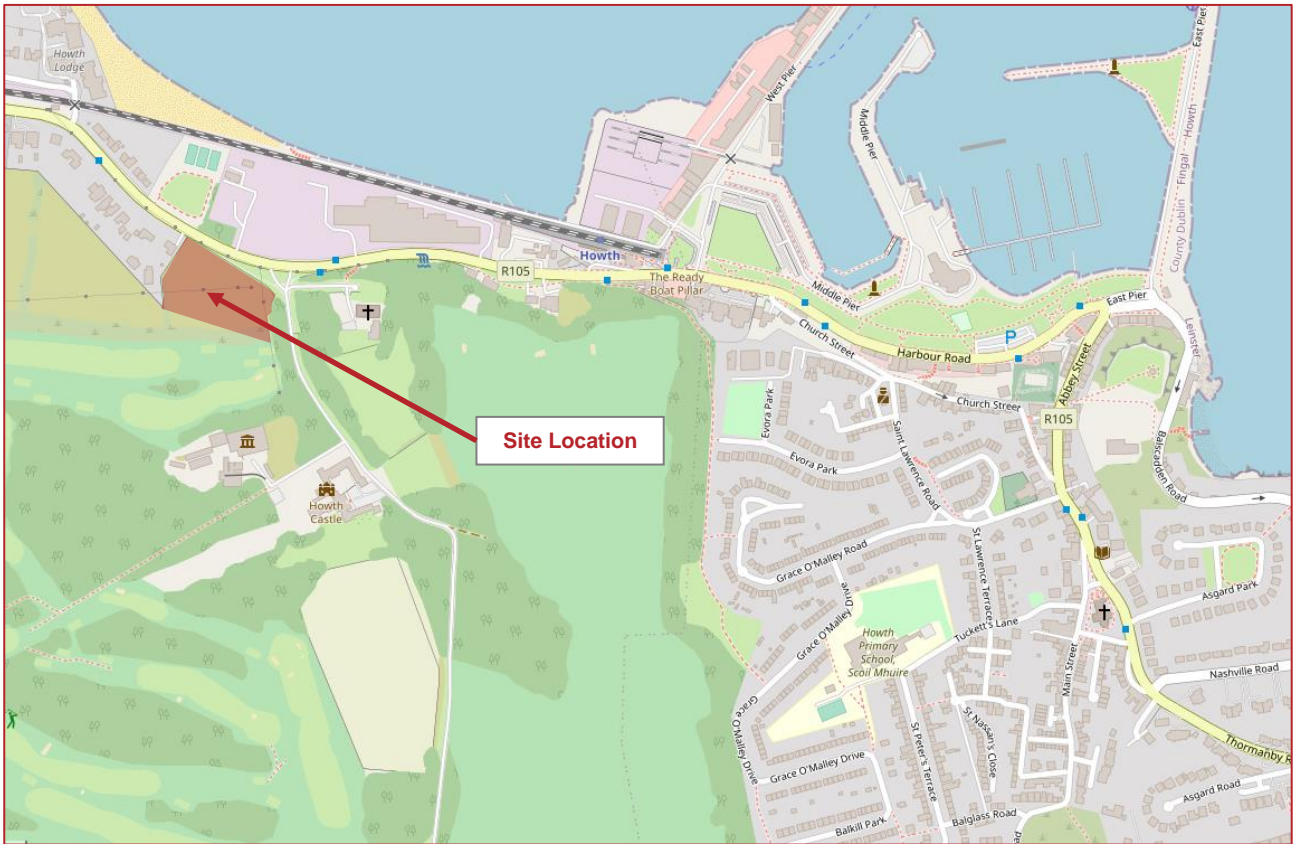 Howth
Lodge
West Pier
Middle Pier
East Pier
County Dublin Fingal Howth
Howth
R105
The Ready
Boat Pillar
Middle Pier
East Pier
Leinster
Church Street
Harbour Road
P
Church Street
Abbey Street
R105
Balscadden Road
Site Location
Evora Park
Evora Park
Saint Lawrence Road
Howth
Castle
Grace O'Malley Road
St Lawrence Terrace
Asgard Park
Grace O'Malley Drive
Howth
Primary
School,
Scoil Mhuire
Tuckett's Lane
Main Street
Nashville Road
Grace O'Malley Drive
St Nassan's Close
St Peter's Terrace
Thormanby R
Grace O'Malley Drive
Asgard Road
Balglass Road
Balkill Park